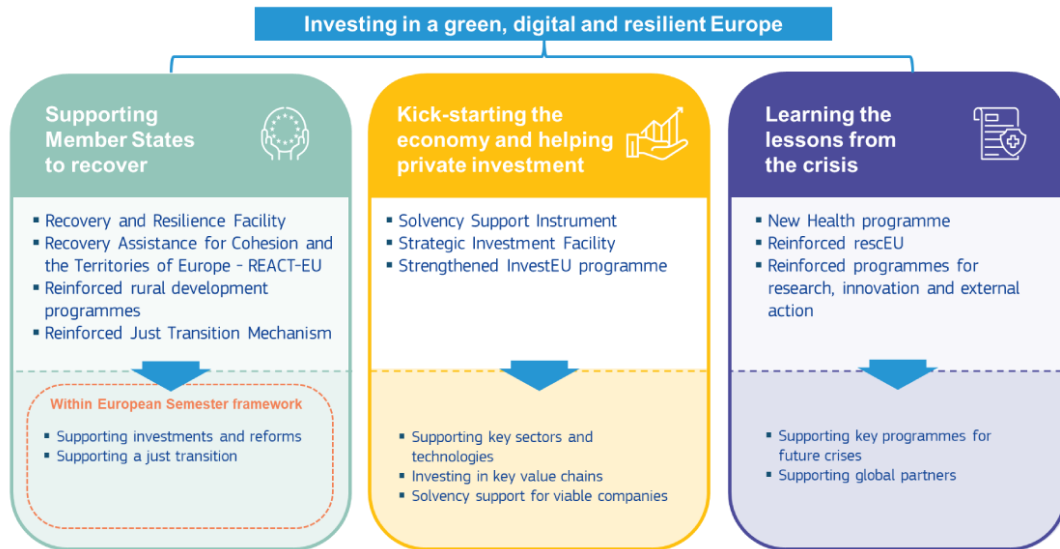 Investing in a green, digital and resilient Europe
Supporting
Member States
to recover
▪ Recovery and Resilience Facility
▪ Recovery Assistance for Cohesion and
the Territories of Europe - REACT-EU
▪ Reinforced rural development
programmes
▪ Reinforced Just Transition Mechanism
Within European Semester framework
▪ Supporting investments and reforms
▪ Supporting a just transition
Kick-starting the
economy and helping
private investment
▪ Solvency Support Instrument
▪ Strategic Investment Facility
▪ Strengthened InvestEU programme
▪ Supporting key sectors and
technologies
▪ Investing in key value chains
▪ Solvency support for viable companies
Learning the
lessons from
the crisis
▪ New Health programme
▪ Reinforced rescEU
▪ Reinforced programmes for
research, innovation and external
action
▪ Supporting key programmes for
future crises
▪ Supporting global partners